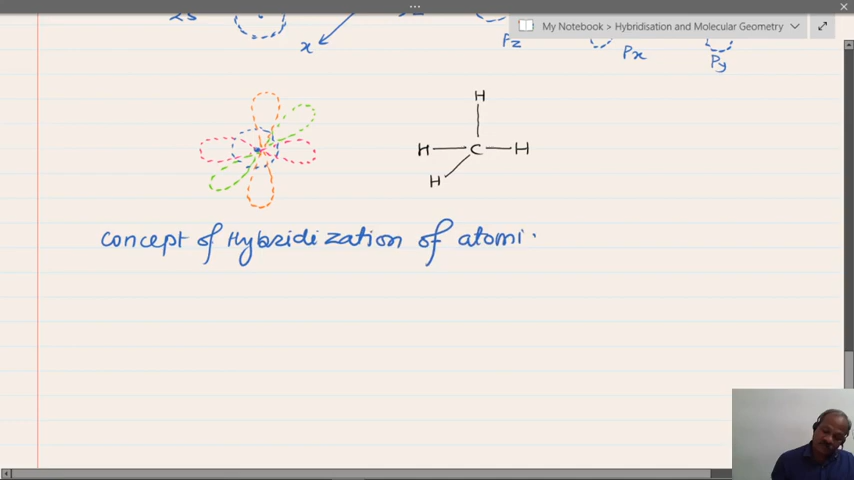 2s
x
Pz
Px
Py
My Notebook > Hybridisation and Molecular Geometry
H
H C H
H
concept of Hybridization of atomi